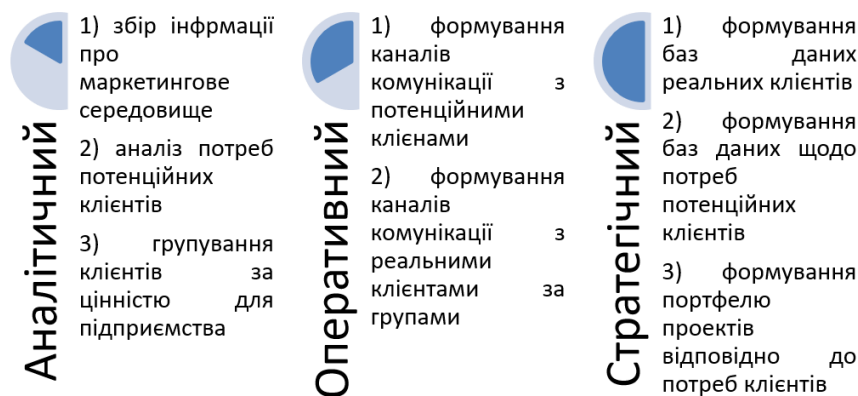 Аналітичний
1) збір інфрмації
про
маркетингове
середовище
2) аналіз потреб
потенційних
клієнтів
3) групування
клієнтів за
цінністю для
підприємства
Оперативний
1) формування
каналів
комунікації з
потенційними
клієнами
2) формування
каналів
комунікації з
реальними
клієнтами за
групами
Стратегічний
1) формування
баз даних
реальних клієнтів
2) формування
баз даних щодо
потреб
потенційних
клієнтів
3) формування
портфелю
проектів
відповідно до
потреб клієнтів